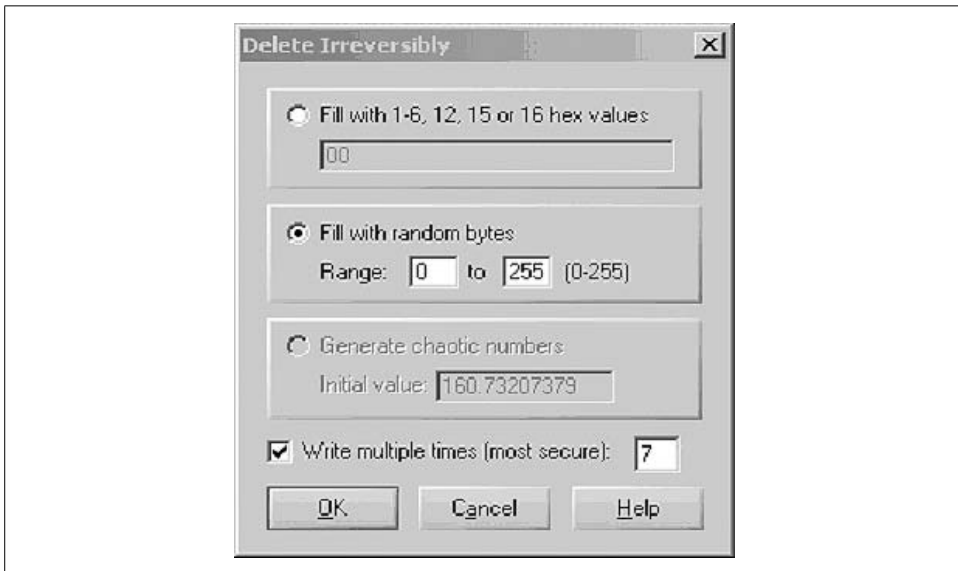 Delete Irreversibly
Fill with 1-6, 12, 15 or 16 hex values
00
Fill with random bytes
Range: 0 to 255 (0-255)
Generate chaotic numbers
Initial value: 160.73207379
Write multiple times (most secure): 7
OK Cancel Help